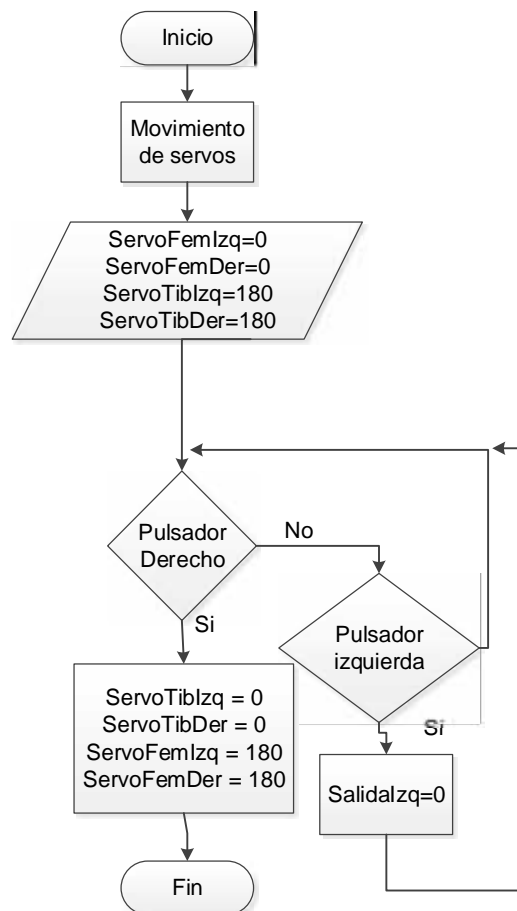 Inicio
Movimiento
de servos
ServoFemIzq=0
ServoFemDer=0
ServoTibIzq=180
ServoTibDer=180
Pulsador
Derecho
No
Si
Pulsador
izquierda
Si
ServoTibIzq = 0
ServoTibDer = 0
ServoFemIzq = 180
ServoFemDer = 180
SalidaIzq=0
Fin